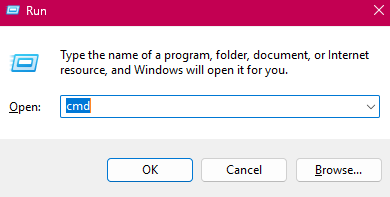 Run
Type the name of a program, folder, document, or Internet
resource, and Windows will open it for you.
Open: cmd
OK Cancel Browse...